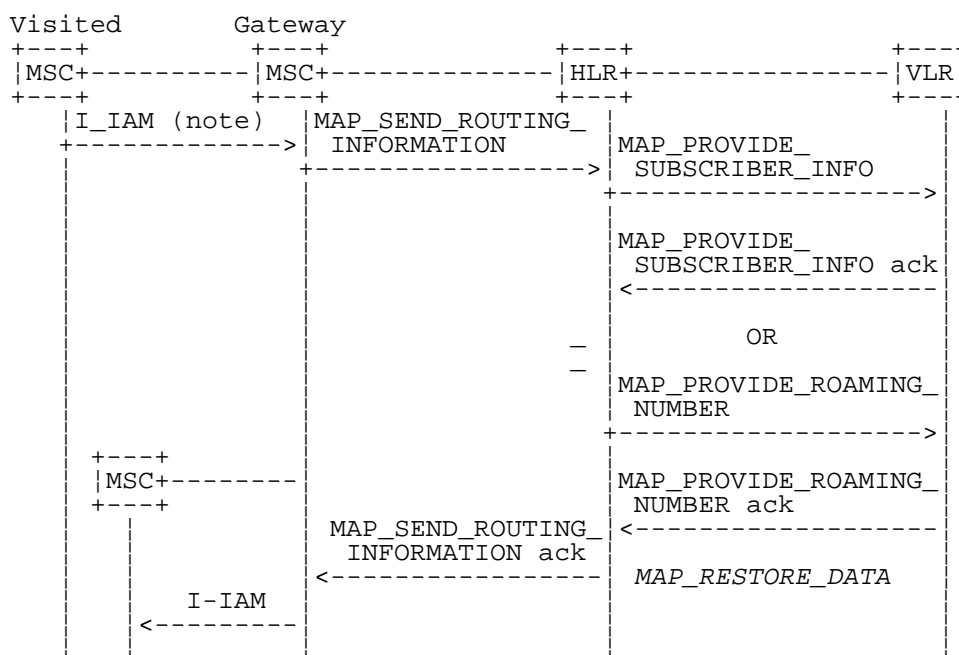 Visited Gateway
MSC MSC HLR VLR
I_IAM (note) MAP_SEND_ROUTING_
INFORMATION MAP_PROVIDE_
SUBSCRIBER_INFO
MAP_PROVIDE_
SUBSCRIBER_INFO ack
OR
MAP_PROVIDE_ROAMING_
NUMBER
MSC MAP_PROVIDE_ROAMING_
NUMBER ack
MAP_SEND_ROUTING_
INFORMATION ack
MAP_RESTORE_DATA
I-IAM